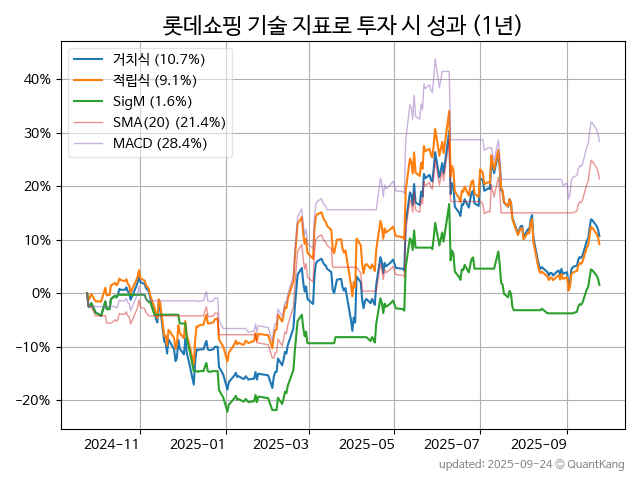 롯데쇼핑 기술 지표로 투자 시 성과 (1년)
거치식 (10.7%)
적립식 (9.1%)
SigM (1.6%)
SMA(20) (21.4%)
MACD (28.4%)
40%
30%
20%
10%
0%
−10%
−20%
2024-11
2025-01
2025-03
2025-05
2025-07
2025-09
updated: 2025-09-24 © QuantKang